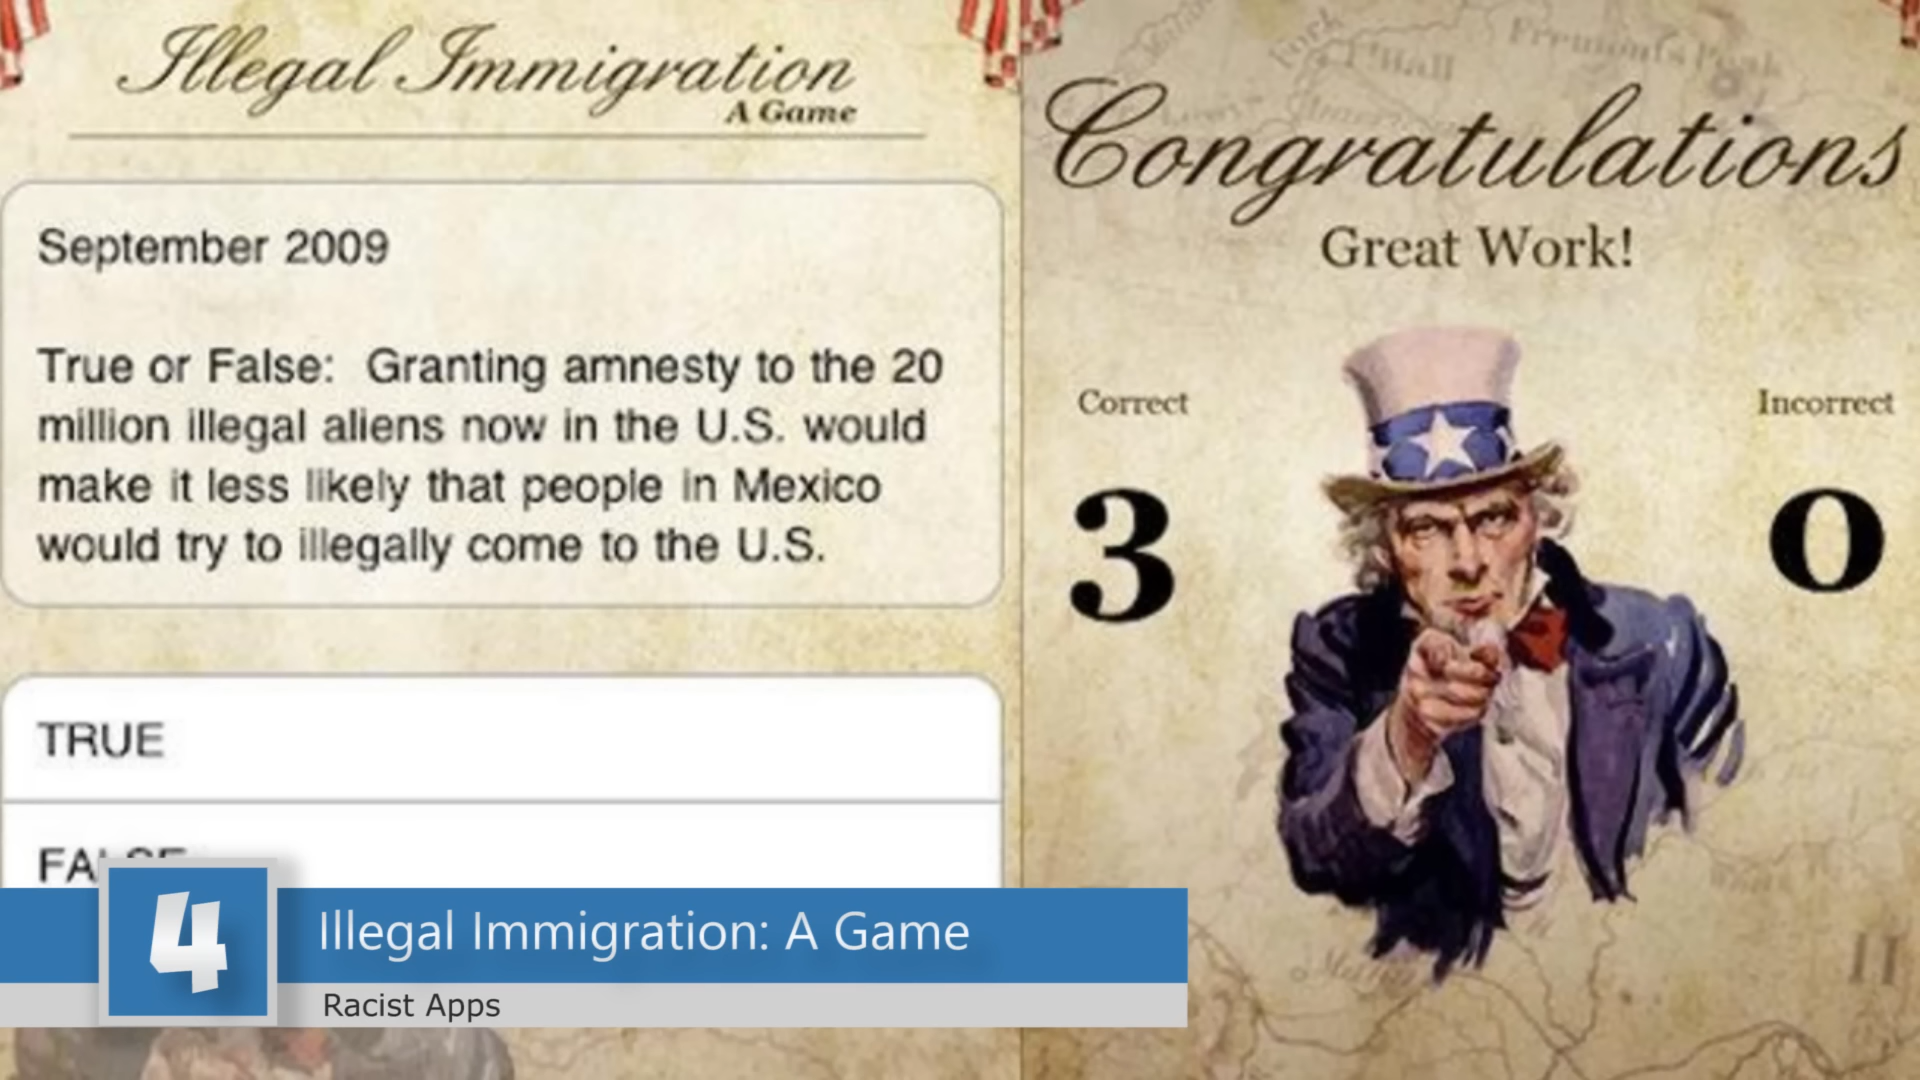 Illegal Immigration
A Game
September 2009
True or False: Granting amnesty to the 20
million illegal aliens now in the U.S. would
make it less likely that people in Mexico
would try to illegally come to the U.S.
TRUE
FALSE
Congratulations
Great Work!
Correct
Incorrect
3
0
4
Illegal Immigration: A Game
Racist Apps